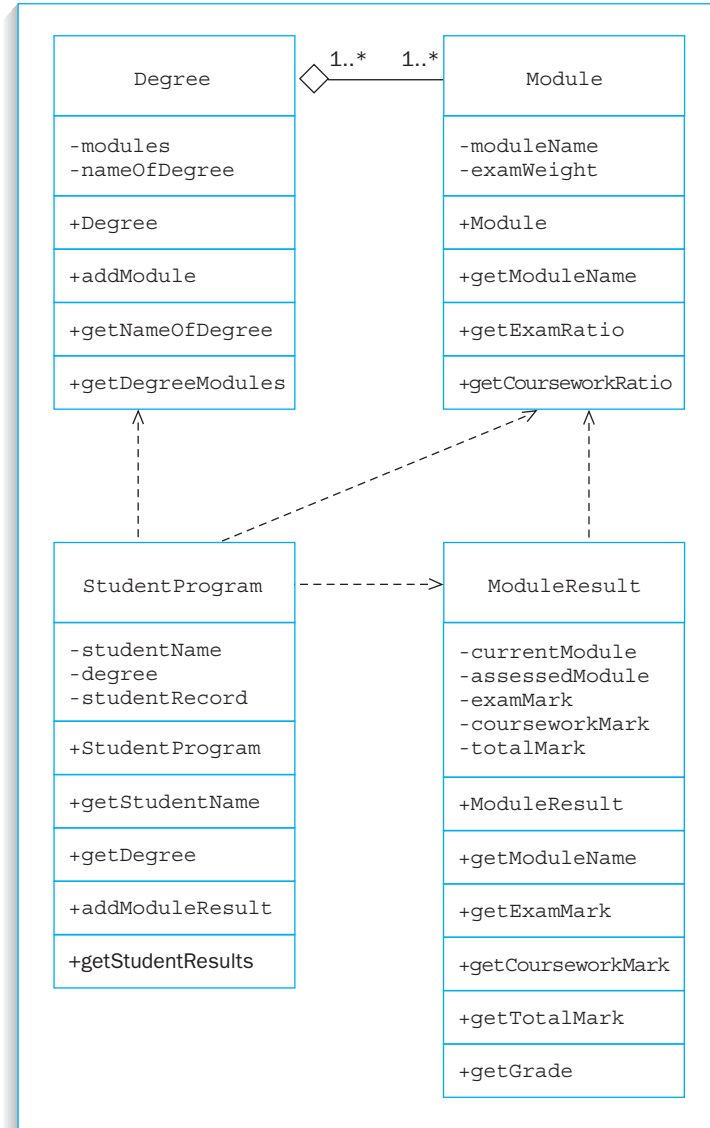 Degree
1..* 1..*
Module
-modules
-nameOfDegree
+Degree
+addModule
+getNameOfDegree
+getDegreeModules
-moduleName
-examWeight
+Module
+getModuleName
+getExamRatio
+getCourseworkRatio
StudentProgram
-studentName
-degree
-studentRecord
+StudentProgram
+getStudentName
+getDegree
+addModuleResult
+getStudentResults
ModuleResult
-currentModule
-assessedModule
-examMark
-courseworkMark
-totalMark
+ModuleResult
+getModuleName
+getExamMark
+getCourseworkMark
+getTotalMark
+getGrade